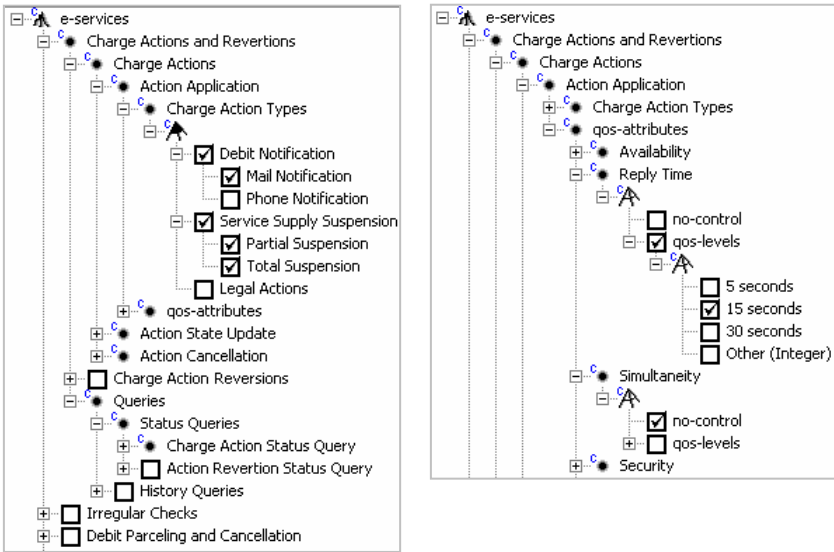 e-services
Charge Actions and Revertions
Charge Actions
Action Application
Charge Action Types
Debit Notification
Mail Notification
Phone Notification
Service Supply Suspension
Partial Suspension
Total Suspension
Legal Actions
qos-attributes
Action State Update
Action Cancellation
Charge Action Reversions
Queries
Status Queries
Charge Action Status Query
Action Revertion Status Query
History Queries
Irregular Checks
Debit Parceling and Cancellation
e-services
Charge Actions and Revertions
Charge Actions
Action Application
Charge Action Types
qos-attributes
Availability
Reply Time
no-control
qos-levels
5 seconds
15 seconds
30 seconds
Other (Integer)
Simultaneity
no-control
qos-levels
Security